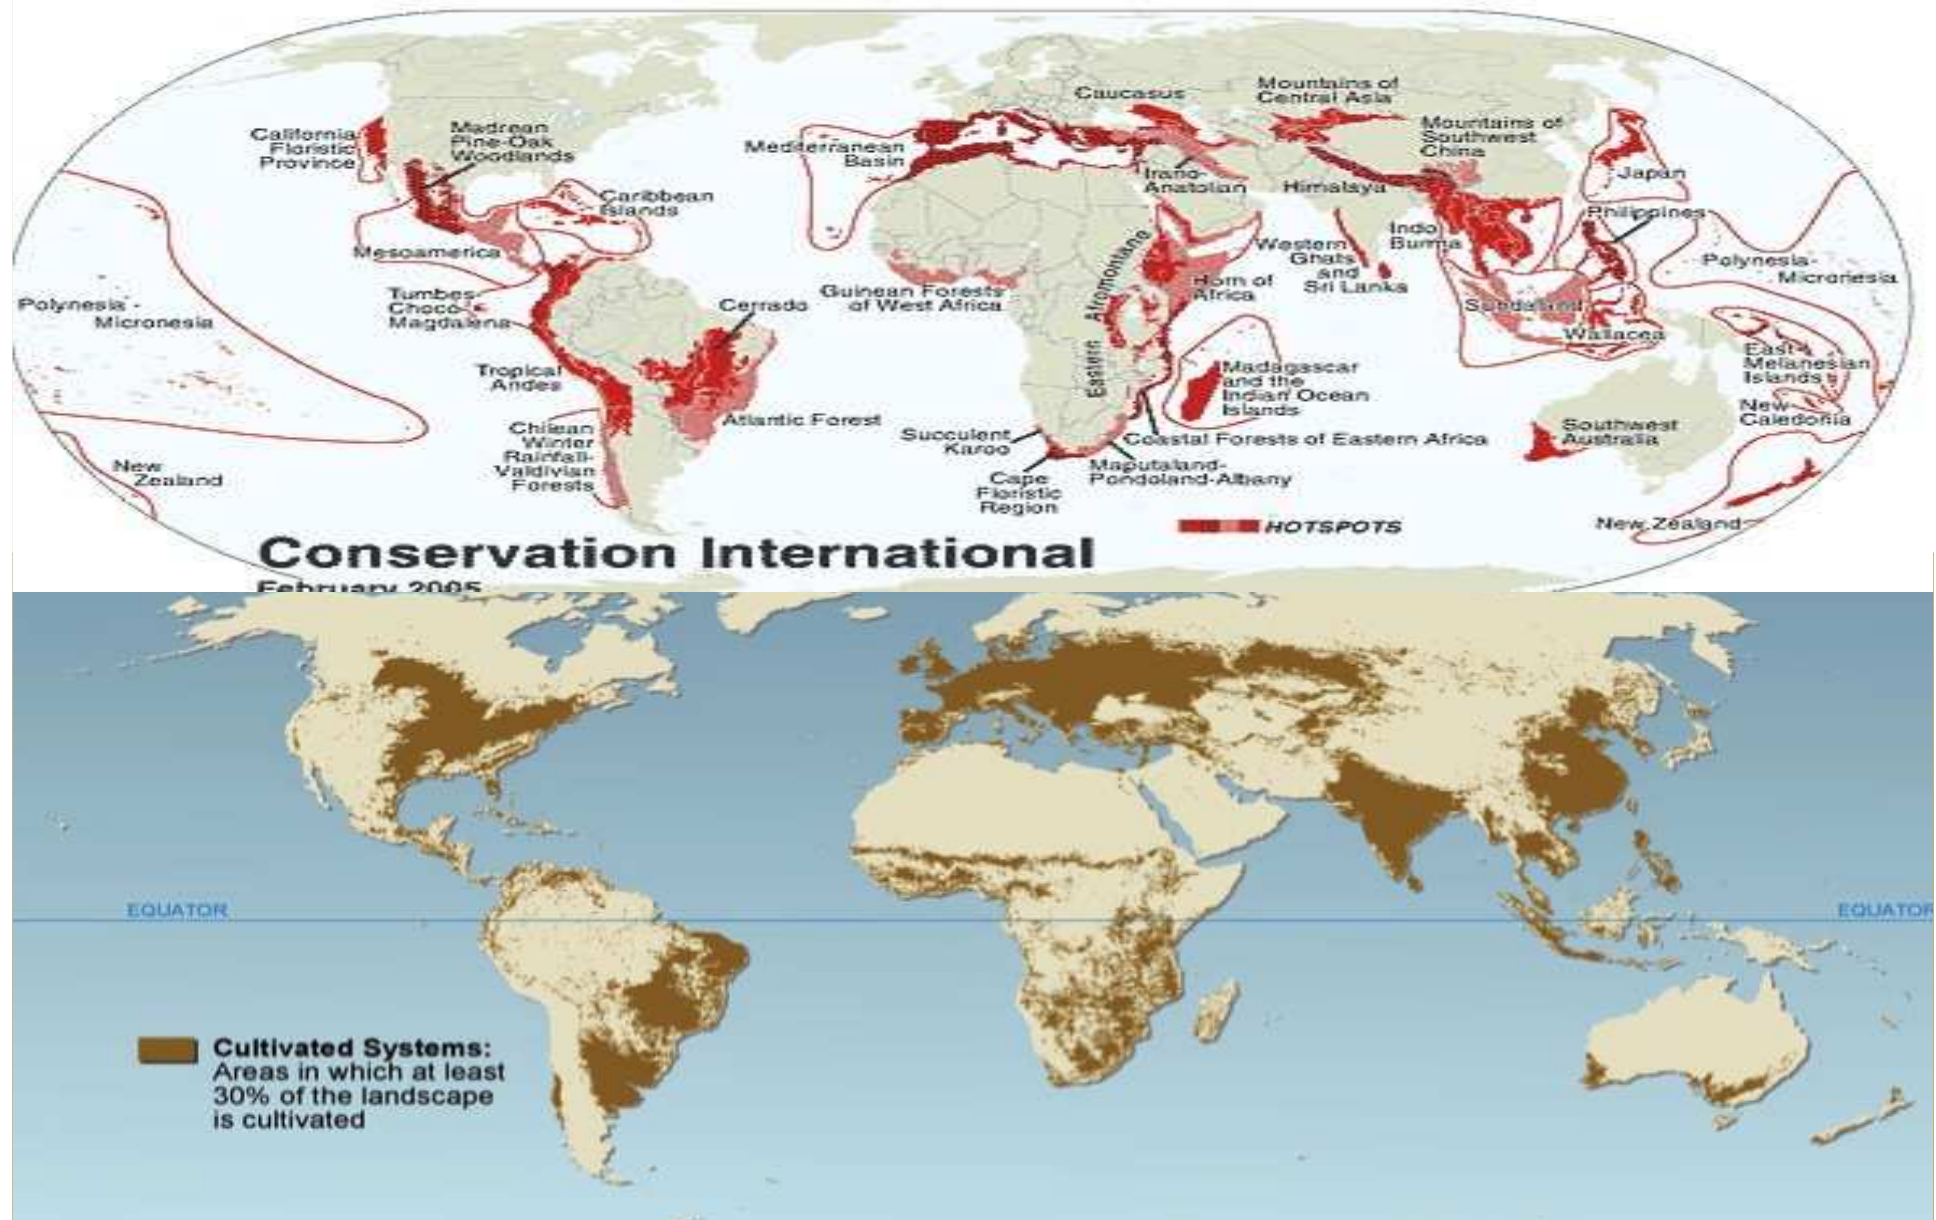 Caucasus
Mountains of
Central Asia
California
Floristic
Province
Madrean
Pine-Oak
Woodlands
Mediterranean
Basin
Mountains of
Southwest
China
Irano-
Anatolian
Himalaya
Japan
Caribbean
Islands
Mesoamerica
Philippines
Indo
Burma
Western
Ghats
and
Sri Lanka
Polynesia-
Micronesia
Polynesia -
Micronesia
Tumbes-
Choco-
Magdalena
Cerrado
Guinean Forests
of West Africa
Eastern Afromontane
Horn of
Africa
Sundaland
Wallacea
East
Melanesian
Islands
Tropical
Andes
Madagascar
and the
Indian Ocean
Islands
New
Caledonia
Atlantic Forest
Chilean
Winter
Rainfall-
Valdivian
Forests
Succulent
Karoo
Coastal Forests of Eastern Africa
Southwest
Australia
New
Zealand
Cape
Floristic
Region
Maputaland-
Pondoland-Albany
New Zealand
HOTSPOTS
Conservation International
February 2005
EQUATOR
EQUATOR
Cultivated Systems:
Areas in which at least
30% of the landscape
is cultivated